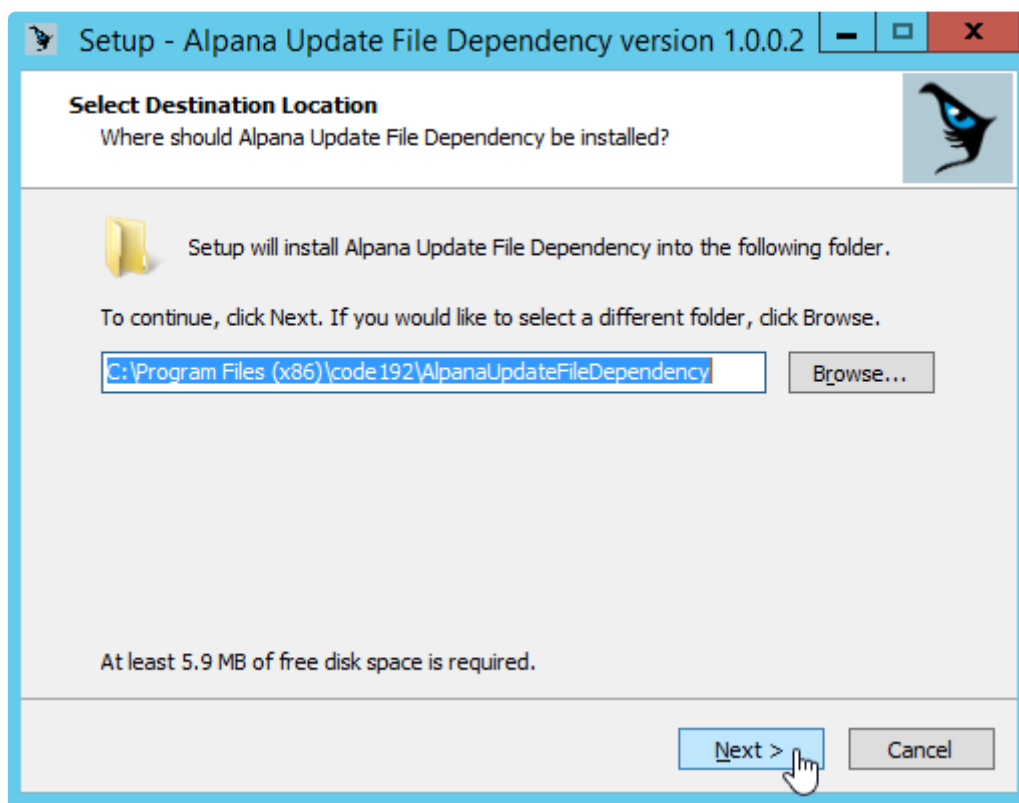 Setup - Alpana Update File Dependency version 1.0.0.2
Select Destination Location
Where should Alpana Update File Dependency be installed?
Setup will install Alpana Update File Dependency into the following folder.
To continue, click Next. If you would like to select a different folder, click Browse.
C:\Program Files (x86)\code192\AlpanaUpdateFileDependency
Browse...
At least 5.9 MB of free disk space is required.
Next >
Cancel